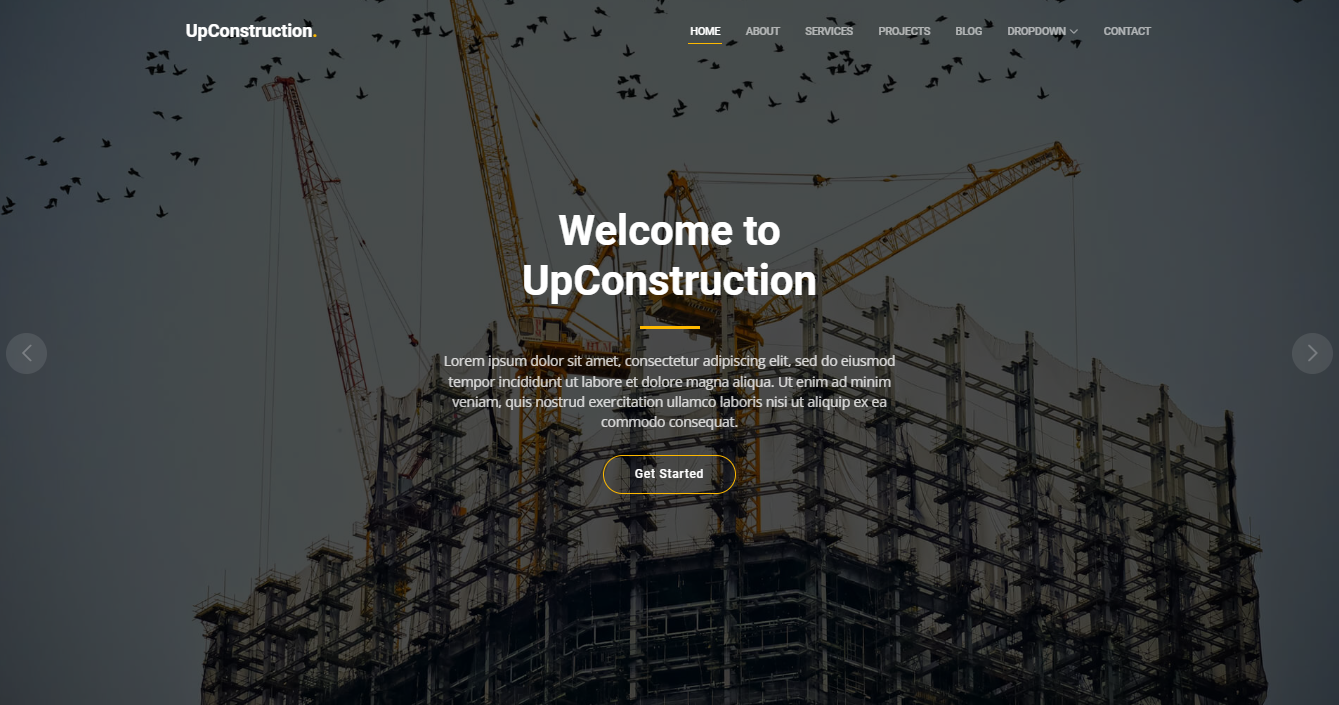 UpConstruction.
HOME ABOUT SERVICES PROJECTS BLOG DROPDOWN CONTACT
Welcome to
UpConstruction
Lorem ipsum dolor sit amet, consectetur adipiscing elit, sed do eiusmod
tempor incididunt ut labore et dolore magna aliqua. Ut enim ad minim
veniam, quis nostrud exercitation ullamco laboris nisi ut aliquip ex ea
commodo consequat.
Get Started